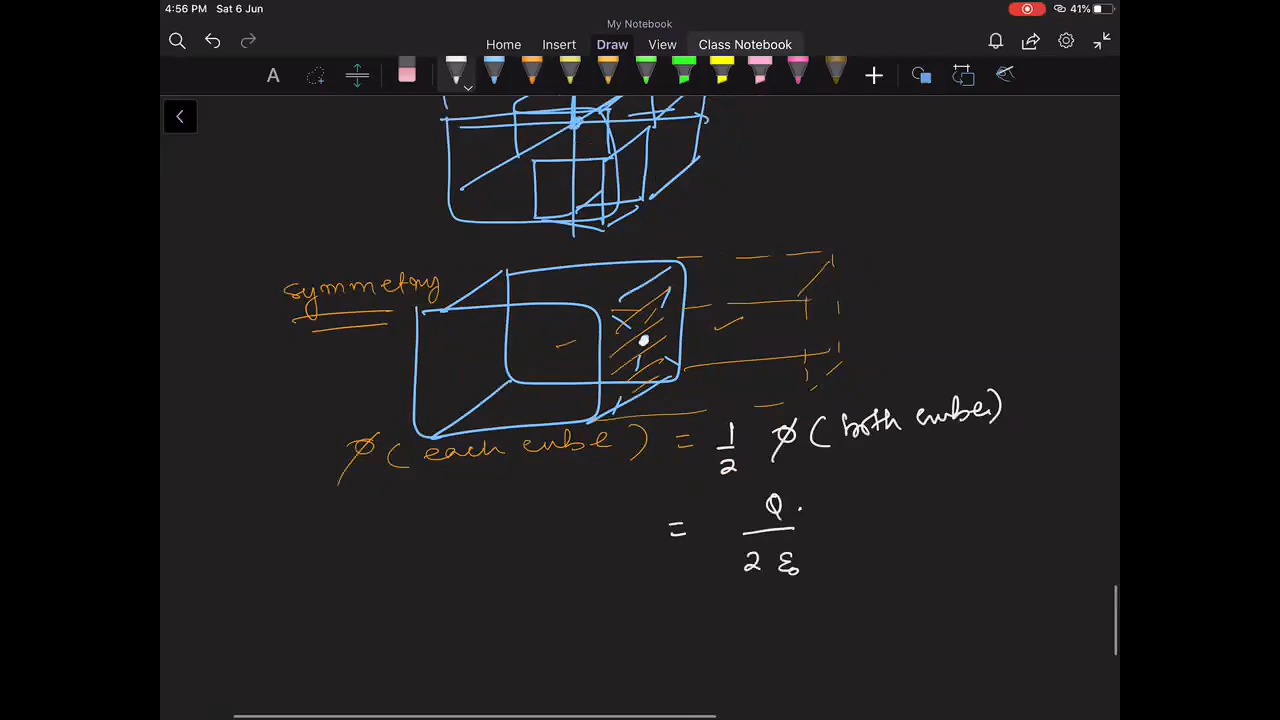 4:56 PM Sat 6 Jun
41%
My Notebook
Home Insert Draw View Class Notebook
A
symmetry
φ (each cube) = 1/2 φ (both cubes)
= Q / 2 ε₀